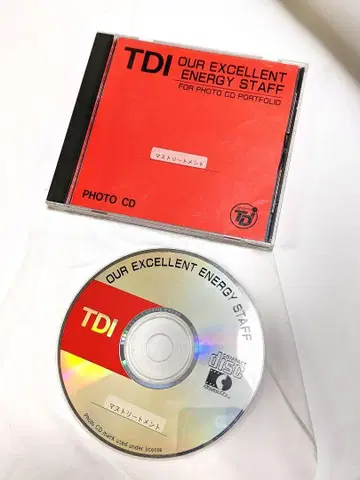 TDI
OUR EXCELLENT
ENERGY STAFF
FOR PHOTO CD PORTFOLIO
マストリートメント
PHOTO CD
TDI
OUR EXCELLENT ENERGY STAFF
TDI
COMPACT
disc
マストリートメント
Photo CD mark used under license